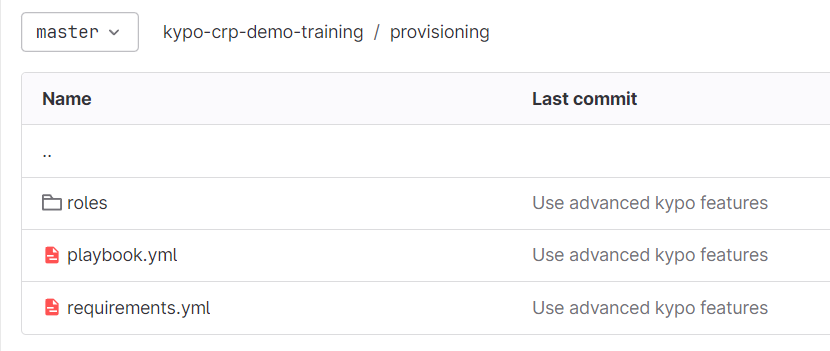 master kypo-crp-demo-training / provisioning
Name Last commit
..
roles Use advanced kypo features
playbook.yml Use advanced kypo features
requirements.yml Use advanced kypo features